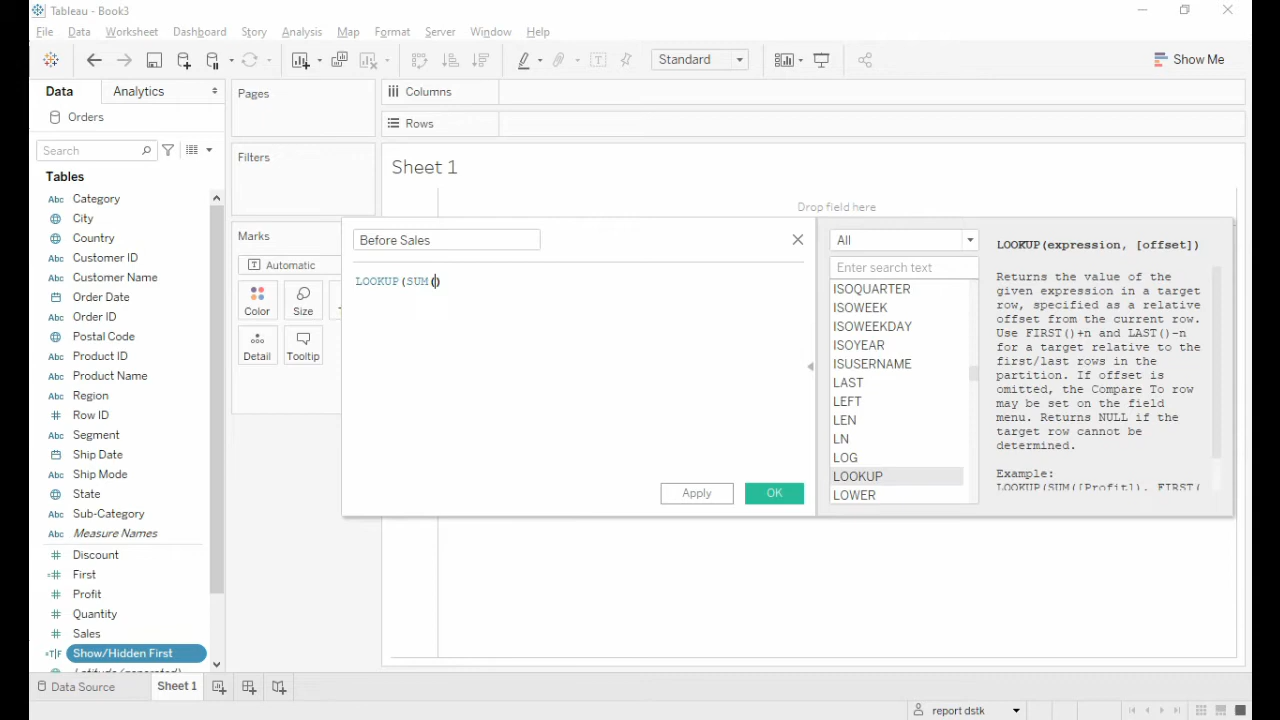 Tableau - Book3
File Data Worksheet Dashboard Story Analysis Map Format Server Window Help
Standard
Show Me
Data Analytics
Orders
Search
Tables
Abc Category
City
Country
Abc Customer ID
Abc Customer Name
Order Date
Abc Order ID
Postal Code
Abc Product ID
Abc Product Name
Abc Region
# Row ID
Abc Segment
Ship Date
Abc Ship Mode
State
Abc Sub-Category
Abc Measure Names
# Discount
=# First
# Profit
# Quantity
# Sales
=T|F Show/Hidden First
Pages
Filters
Marks
Automatic
Color
Size
Detail
Tooltip
Columns
Rows
Sheet 1
Drop field here
Before Sales
LOOKUP(SUM()
Apply
OK
All
Enter search text
ISOQUARTER
ISOWEEK
ISOWEEKDAY
ISOYEAR
ISUSERNAME
LAST
LEFT
LEN
LN
LOG
LOOKUP
LOWER
LOOKUP(expression, [offset])
Returns the value of the
given expression in a target
row, specified as a relative
offset from the current row.
Use FIRST()+n and LAST()-n
for a target relative to the
first/last rows in the
partition. If offset is
omitted, the Compare To row
may be set on the field
menu. Returns NULL if the
target row cannot be
determined.
Example:
LOOKUP(SUM([Profit]), FIRST(
Data Source
Sheet 1
report dstk